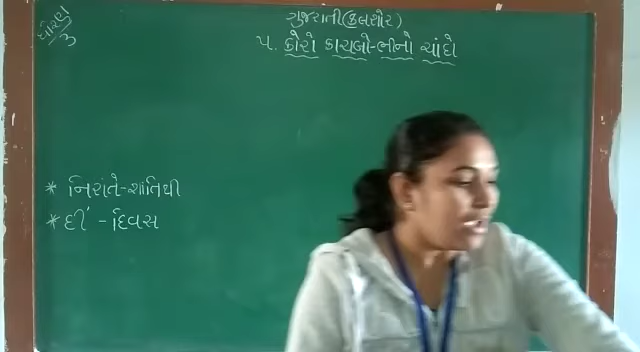 ધોરણ
૩
ગુજરાતી(કલશોર)
૫. કોરો કાચબો-ભીનો ચાંદો
* નિરાંતે-શાંતિથી
* દી' -દિવસ